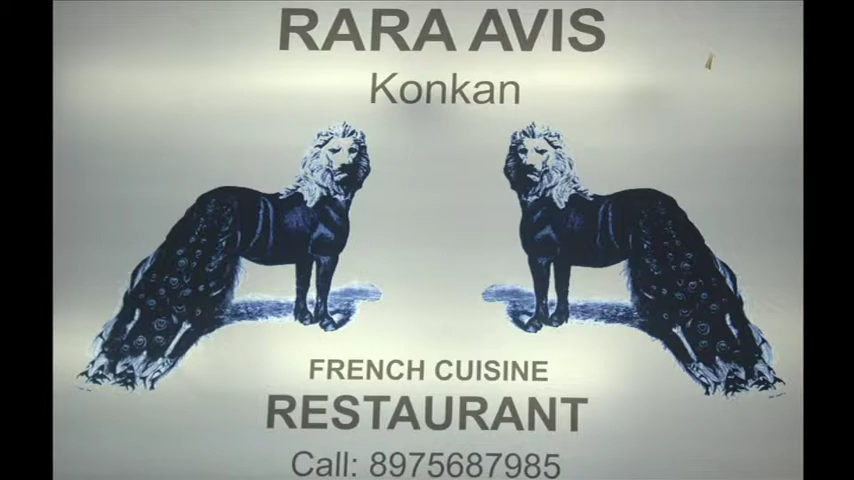 RARA AVIS
Konkan
FRENCH CUISINE
RESTAURANT
Call: 8975687985